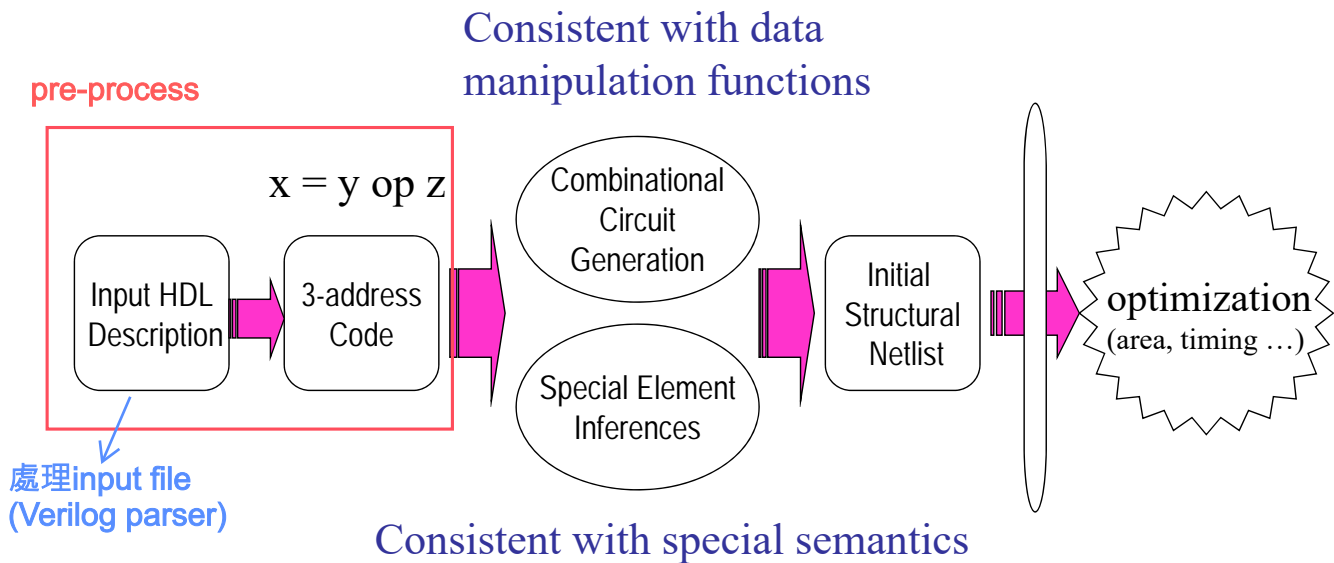 Consistent with data
manipulation functions
pre-process
x = y op z
Input HDL
Description
3-address
Code
Combinational
Circuit
Generation
Special Element
Inferences
Initial
Structural
Netlist
optimization
(area, timing …)
處理input file
(Verilog parser)
Consistent with special semantics